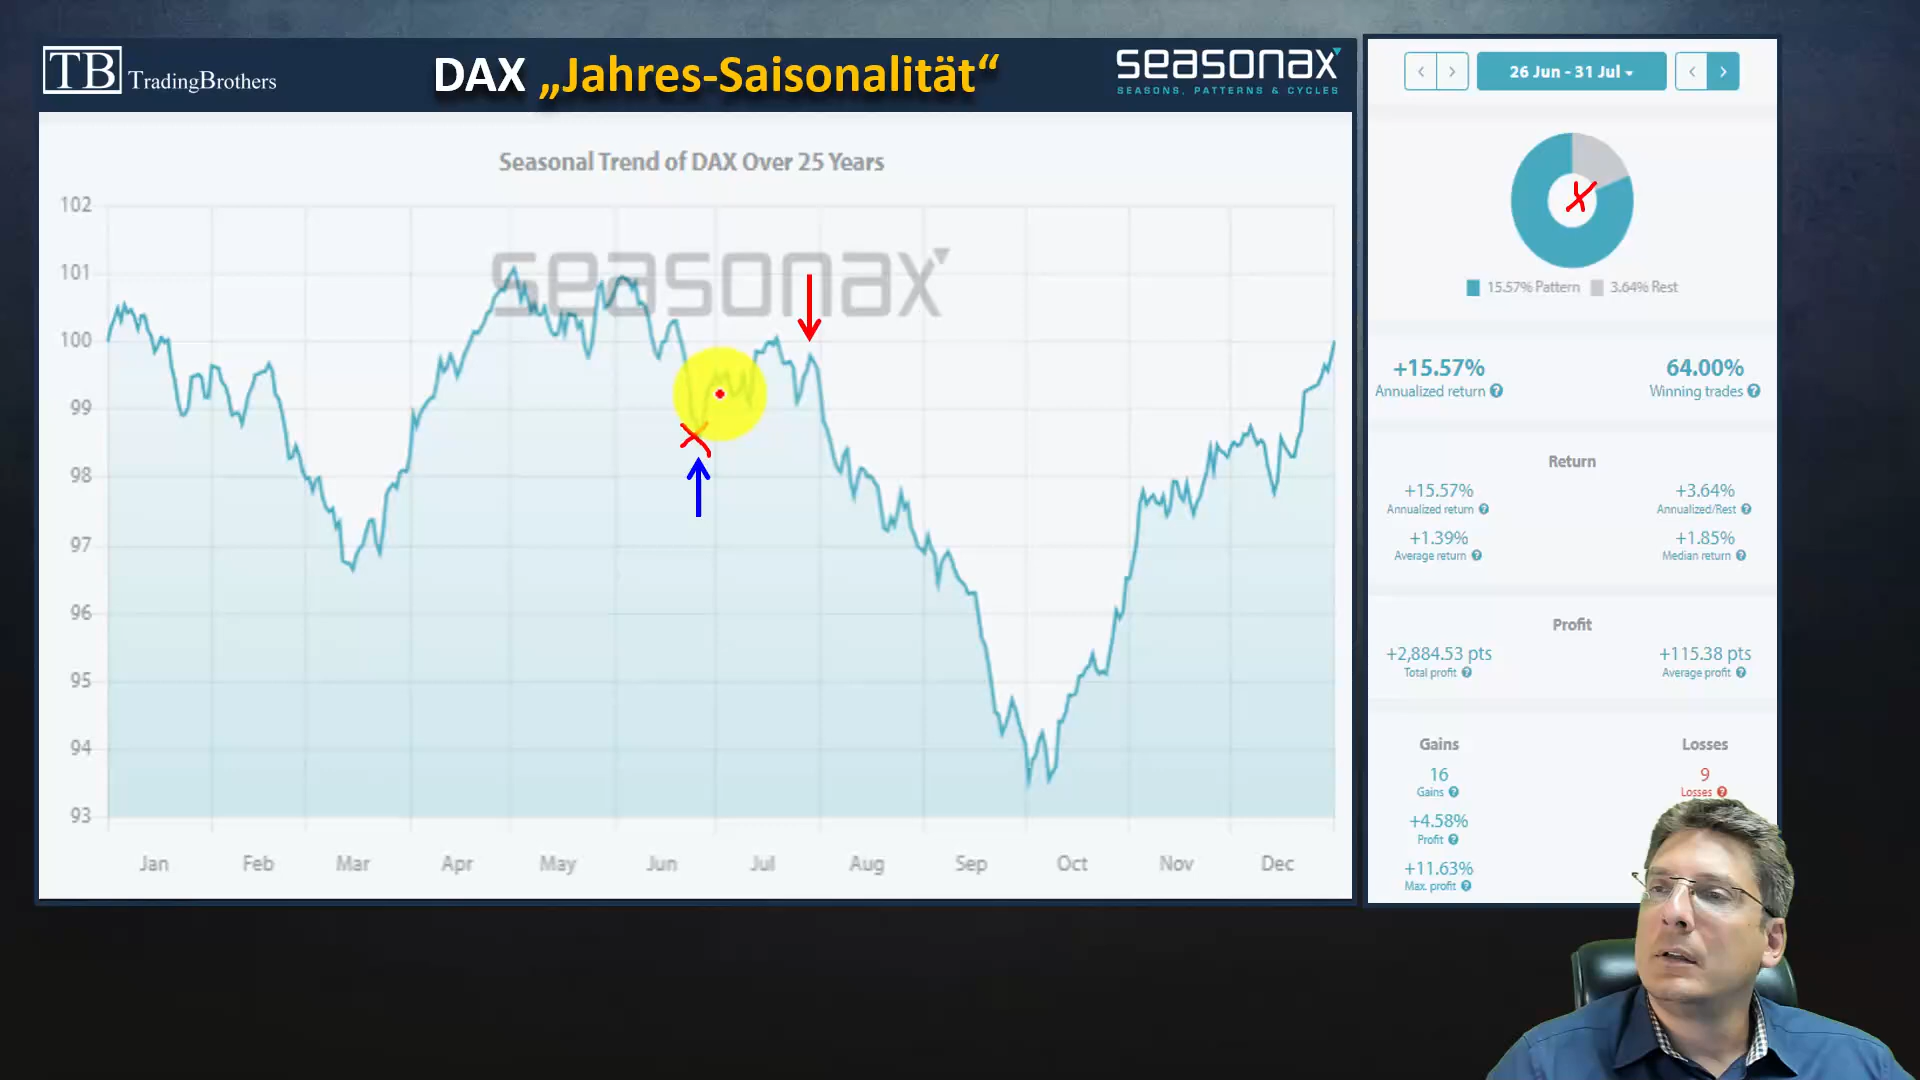 TB TradingBrothers
DAX „Jahres-Saisonalität“
seasonax
SEASONS, PATTERNS & CYCLES
Seasonal Trend of DAX Over 25 Years
seasonax
102
101
100
99
98
97
96
95
94
93
Jan Feb Mar Apr May Jun Jul Aug Sep Oct Nov Dec
26 Jun - 31 Jul
15.57% Pattern 3.64% Rest
+15.57% 64.00%
Annualized return ? Winning trades ?
Return
+15.57% +3.64%
Annualized return ? Annualized/Rest ?
+1.39% +1.85%
Average return ? Median return ?
Profit
+2,884.53 pts +115.38 pts
Total profit ? Average profit ?
Gains Losses
16 9
Gains ? Losses ?
+4.58%
Profit ?
+11.63%
Max. profit ?